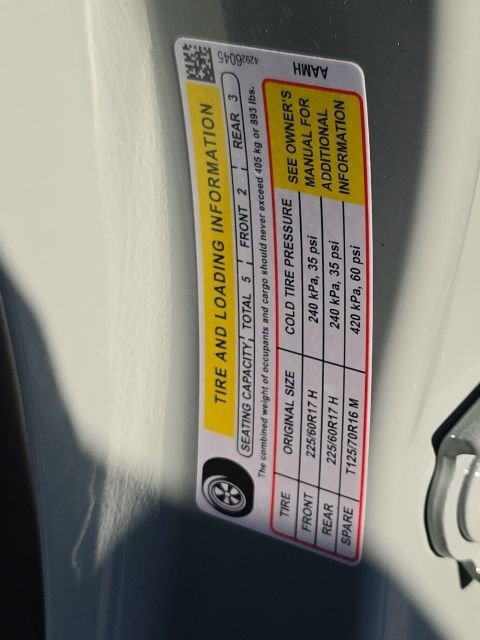 TIRE AND LOADING INFORMATION
SEATING CAPACITY TOTAL 5 FRONT 2 REAR 3
The combined weight of occupants and cargo should never exceed 405 kg or 893 lbs.
TIRE ORIGINAL SIZE COLD TIRE PRESSURE
FRONT 225/60R17 H 240 kPa, 35 psi
REAR 225/60R17 H 240 kPa, 35 psi
SPARE T125/70R16 M 420 kPa, 60 psi
SEE OWNER'S
MANUAL FOR
ADDITIONAL
INFORMATION
42926045
AAMH